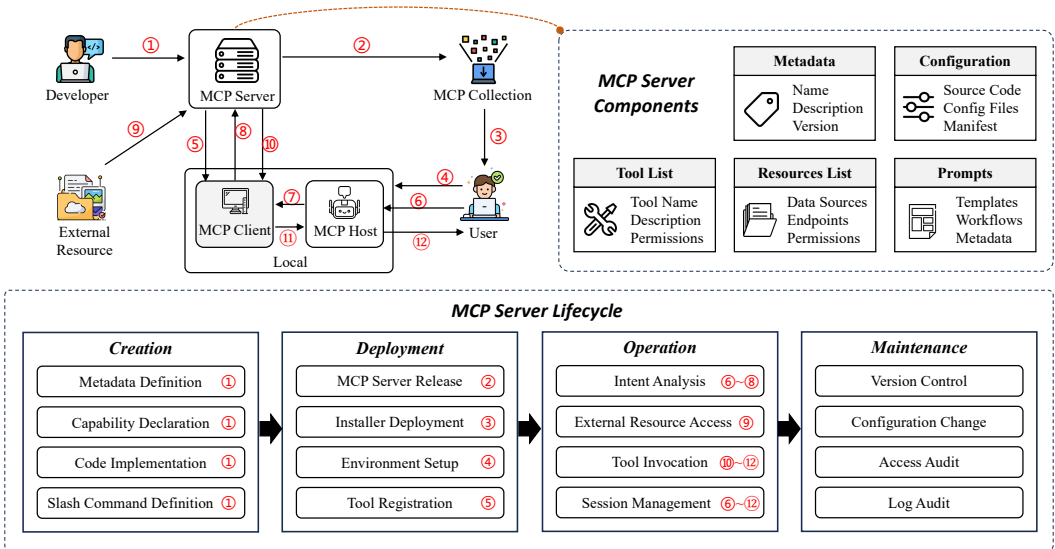 ①
②
Developer
MCP Server
MCP Collection
⑨
⑤
⑧
⑩
③
④
⑦
⑥
External
Resource
MCP Client
⑪
MCP Host
⑫
User
Local
MCP Server
Components
Metadata
Name
Description
Version
Configuration
Source Code
Config Files
Manifest
Tool List
Tool Name
Description
Permissions
Resources List
Data Sources
Endpoints
Permissions
Prompts
Templates
Workflows
Metadata
MCP Server Lifecycle
Creation
Metadata Definition ①
Capability Declaration ①
Code Implementation ①
Slash Command Definition ①
Deployment
MCP Server Release ②
Installer Deployment ③
Environment Setup ④
Tool Registration ⑤
Operation
Intent Analysis ⑥~⑧
External Resource Access ⑨
Tool Invocation ⑩~⑫
Session Management ⑥~⑫
Maintenance
Version Control
Configuration Change
Access Audit
Log Audit